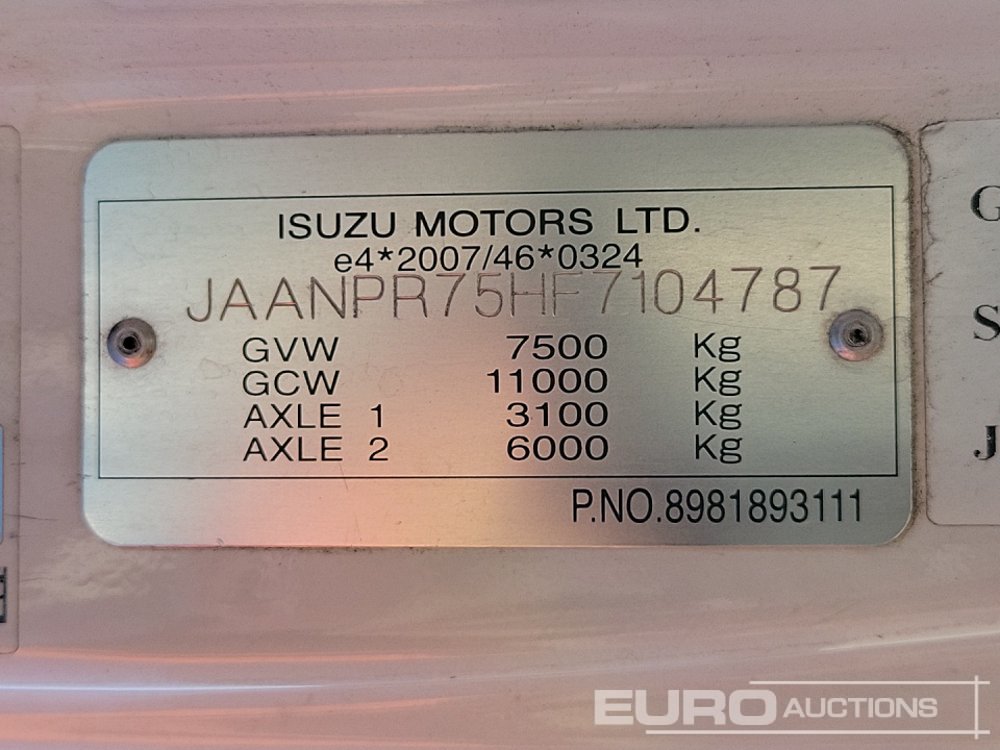 ISUZU MOTORS LTD.
e4*2007/46*0324
JAANPR75HF7104787
GVW 7500 Kg
GCW 11000 Kg
AXLE 1 3100 Kg
AXLE 2 6000 Kg
P.NO.8981893111
G
S
J
EURO AUCTIONS